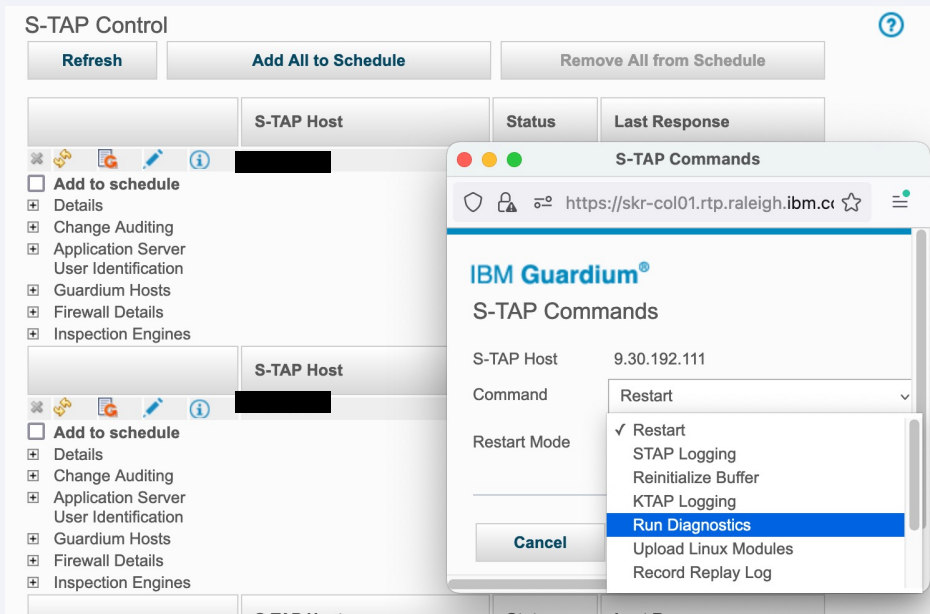 S-TAP Control
Refresh
Add All to Schedule
Remove All from Schedule
S-TAP Host
Status
Last Response
Add to schedule
Details
Change Auditing
Application Server
User Identification
Guardium Hosts
Firewall Details
Inspection Engines
S-TAP Host
Add to schedule
Details
Change Auditing
Application Server
User Identification
Guardium Hosts
Firewall Details
Inspection Engines
S-TAP Commands
https://skr-col01.rtp.raleigh.ibm.co
IBM Guardium®
S-TAP Commands
S-TAP Host 9.30.192.111
Command Restart
Restart Mode
✓ Restart
STAP Logging
Reinitialize Buffer
KTAP Logging
Run Diagnostics
Upload Linux Modules
Record Replay Log
Cancel